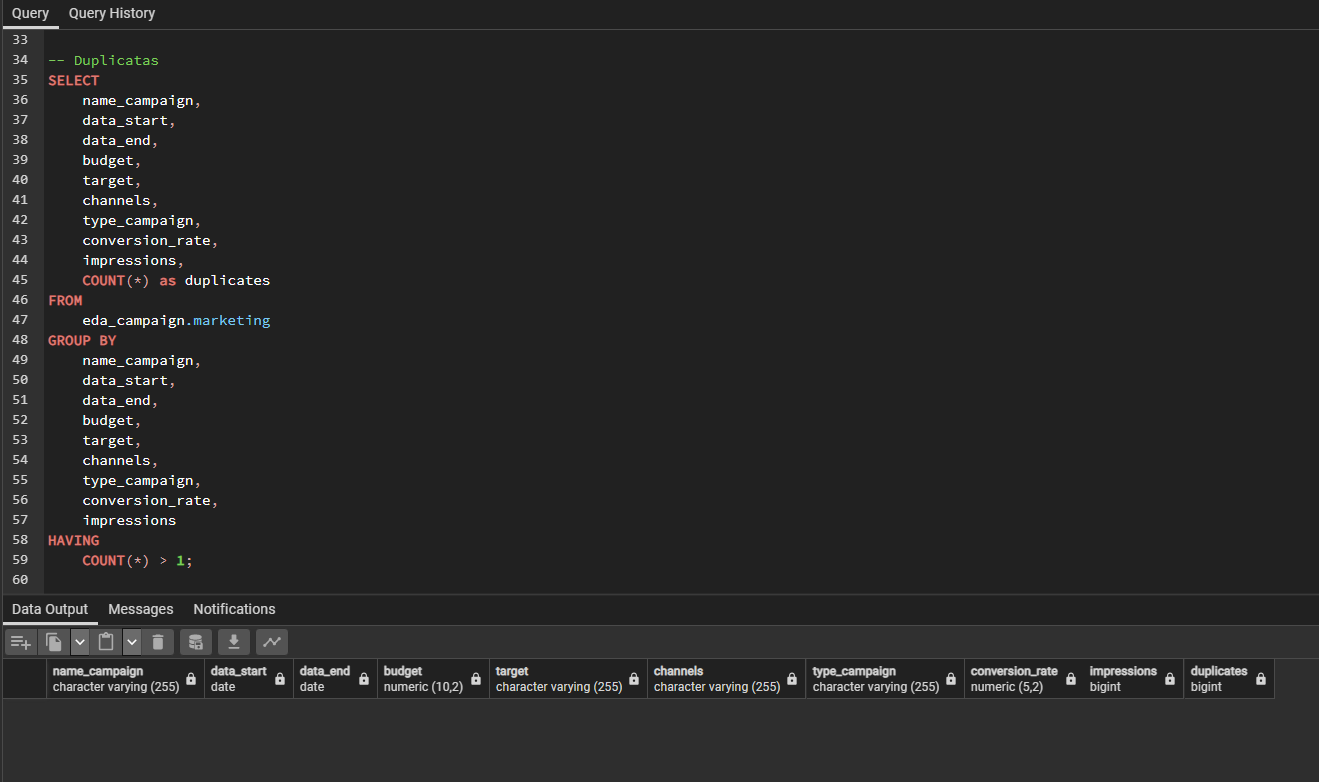 Query Query History
33
34 -- Duplicatas
35 SELECT
36 name_campaign,
37 data_start,
38 data_end,
39 budget,
40 target,
41 channels,
42 type_campaign,
43 conversion_rate,
44 impressions,
45 COUNT(*) as duplicates
46 FROM
47 eda_campaign.marketing
48 GROUP BY
49 name_campaign,
50 data_start,
51 data_end,
52 budget,
53 target,
54 channels,
55 type_campaign,
56 conversion_rate,
57 impressions
58 HAVING
59 COUNT(*) > 1;
60
Data Output Messages Notifications
name_campaign data_start data_end budget target channels type_campaign conversion_rate impressions duplicates
character varying (255) date date numeric (10,2) character varying (255) character varying (255) character varying (255) numeric (5,2) bigint bigint